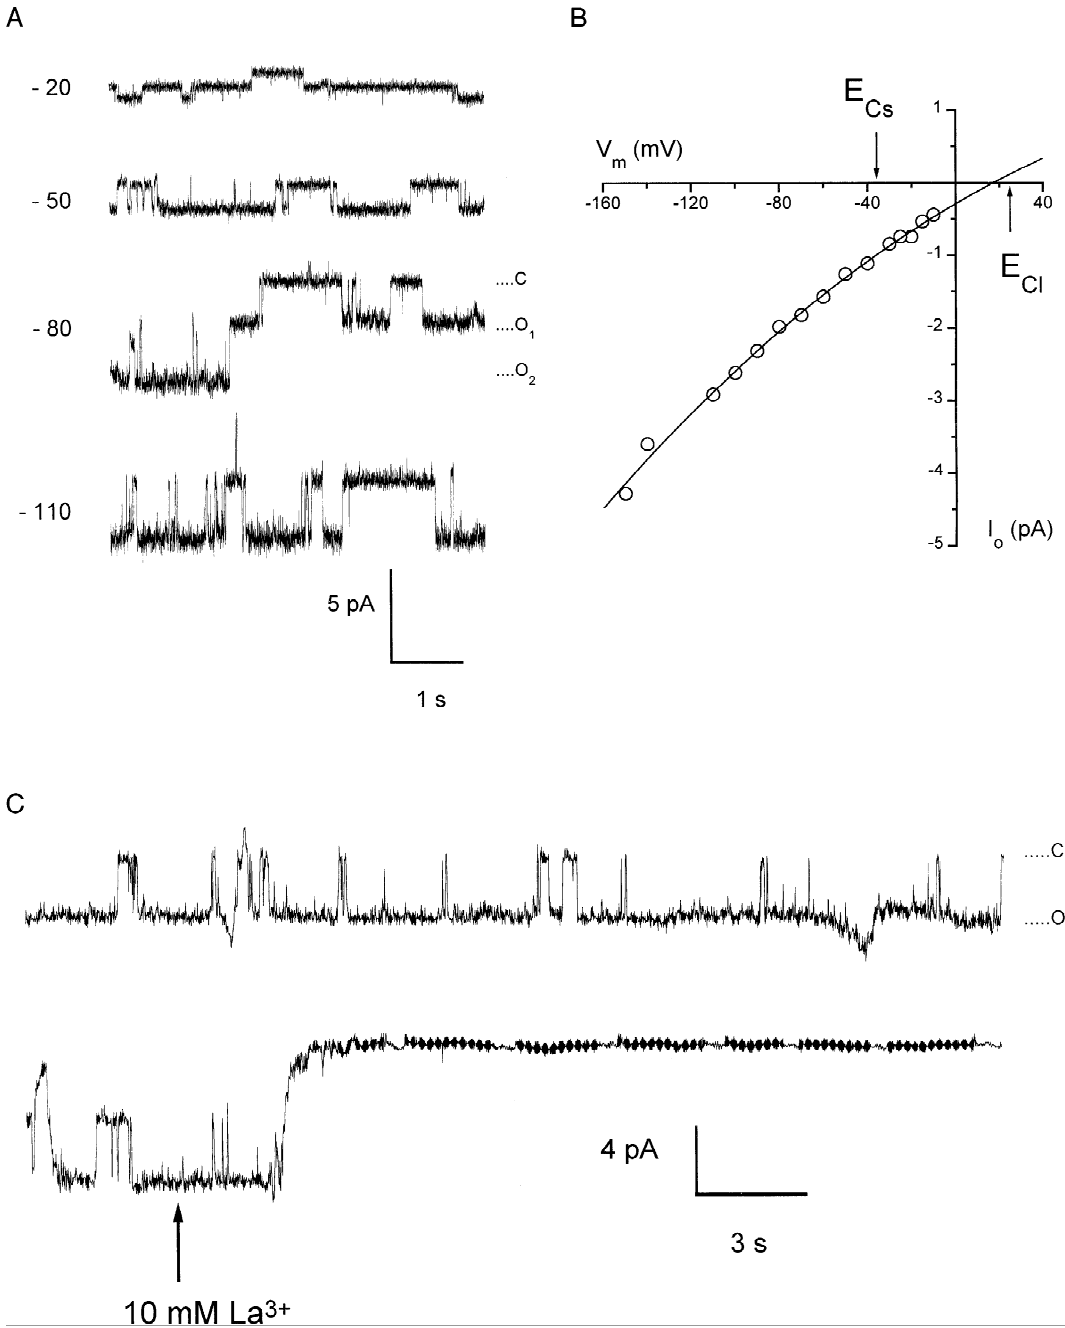 A
B
- 20
- 50
- 80
- 110
....C
....O1
....O2
5 pA
1 s
ECs
Vm (mV)
1
-160
-120
-80
-40
40
ECl
-1
-2
-3
-4
-5
Io (pA)
C
.....C
.....O
4 pA
3 s
10 mM La3+